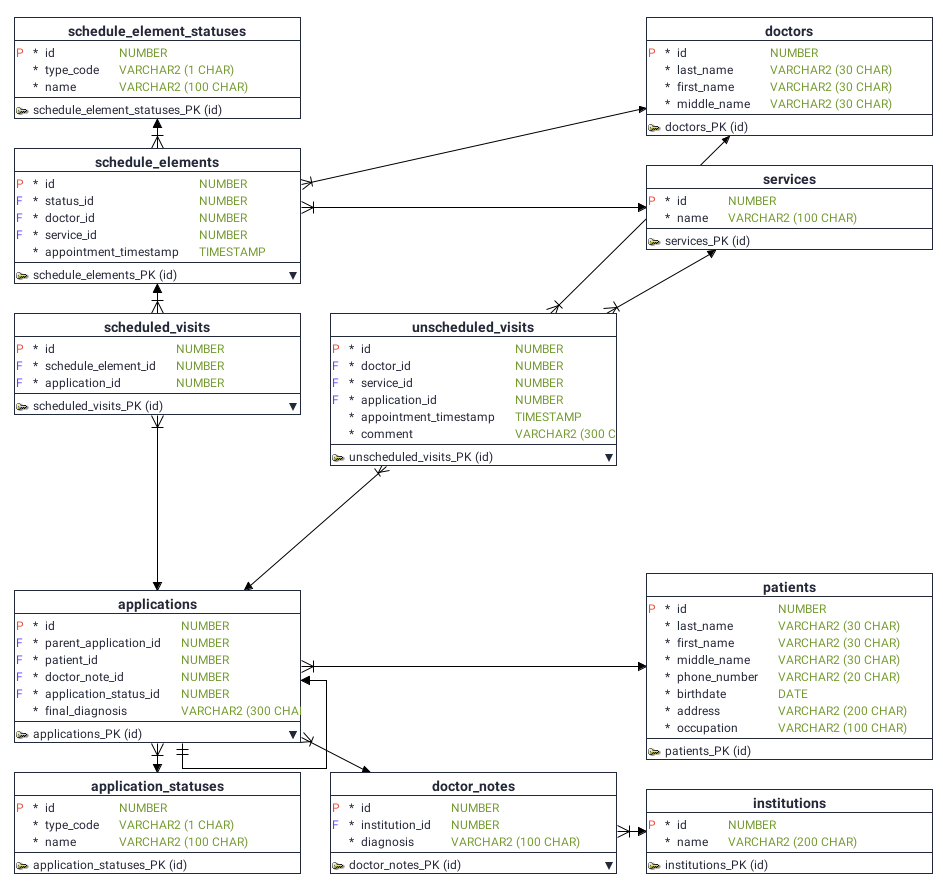 schedule_element_statuses
P * id NUMBER
* type_code VARCHAR2 (1 CHAR)
* name VARCHAR2 (100 CHAR)
schedule_element_statuses_PK (id)
doctors
P * id NUMBER
* last_name VARCHAR2 (30 CHAR)
* first_name VARCHAR2 (30 CHAR)
* middle_name VARCHAR2 (30 CHAR)
doctors_PK (id)
schedule_elements
P * id NUMBER
F * status_id NUMBER
F * doctor_id NUMBER
F * service_id NUMBER
* appointment_timestamp TIMESTAMP
schedule_elements_PK (id)
services
P * id NUMBER
* name VARCHAR2 (100 CHAR)
services_PK (id)
scheduled_visits
P * id NUMBER
F * schedule_element_id NUMBER
F * application_id NUMBER
scheduled_visits_PK (id)
unscheduled_visits
P * id NUMBER
F * doctor_id NUMBER
F * service_id NUMBER
F * application_id NUMBER
* appointment_timestamp TIMESTAMP
* comment VARCHAR2 (300 C
unscheduled_visits_PK (id)
applications
P * id NUMBER
F * parent_application_id NUMBER
F * patient_id NUMBER
F * doctor_note_id NUMBER
F * application_status_id NUMBER
* final_diagnosis VARCHAR2 (300 CHA
applications_PK (id)
patients
P * id NUMBER
* last_name VARCHAR2 (30 CHAR)
* first_name VARCHAR2 (30 CHAR)
* middle_name VARCHAR2 (30 CHAR)
* phone_number VARCHAR2 (20 CHAR)
* birthdate DATE
* address VARCHAR2 (200 CHAR)
* occupation VARCHAR2 (100 CHAR)
patients_PK (id)
application_statuses
P * id NUMBER
* type_code VARCHAR2 (1 CHAR)
* name VARCHAR2 (100 CHAR)
application_statuses_PK (id)
doctor_notes
P * id NUMBER
F * institution_id NUMBER
* diagnosis VARCHAR2 (100 CHAR)
doctor_notes_PK (id)
institutions
P * id NUMBER
* name VARCHAR2 (200 CHAR)
institutions_PK (id)